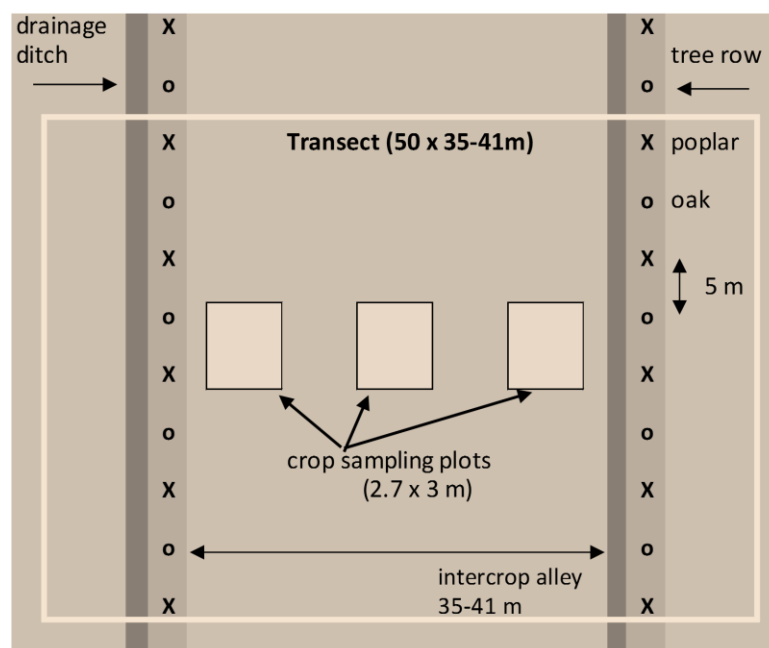 drainage
ditch
tree row
Transect (50 x 35-41m)
poplar
oak
5 m
crop sampling plots
(2.7 x 3 m)
intercrop alley
35-41 m
X
o
X
o
X
o
X
o
X
o
X
X
o
X
o
X
o
X
o
X
o
X